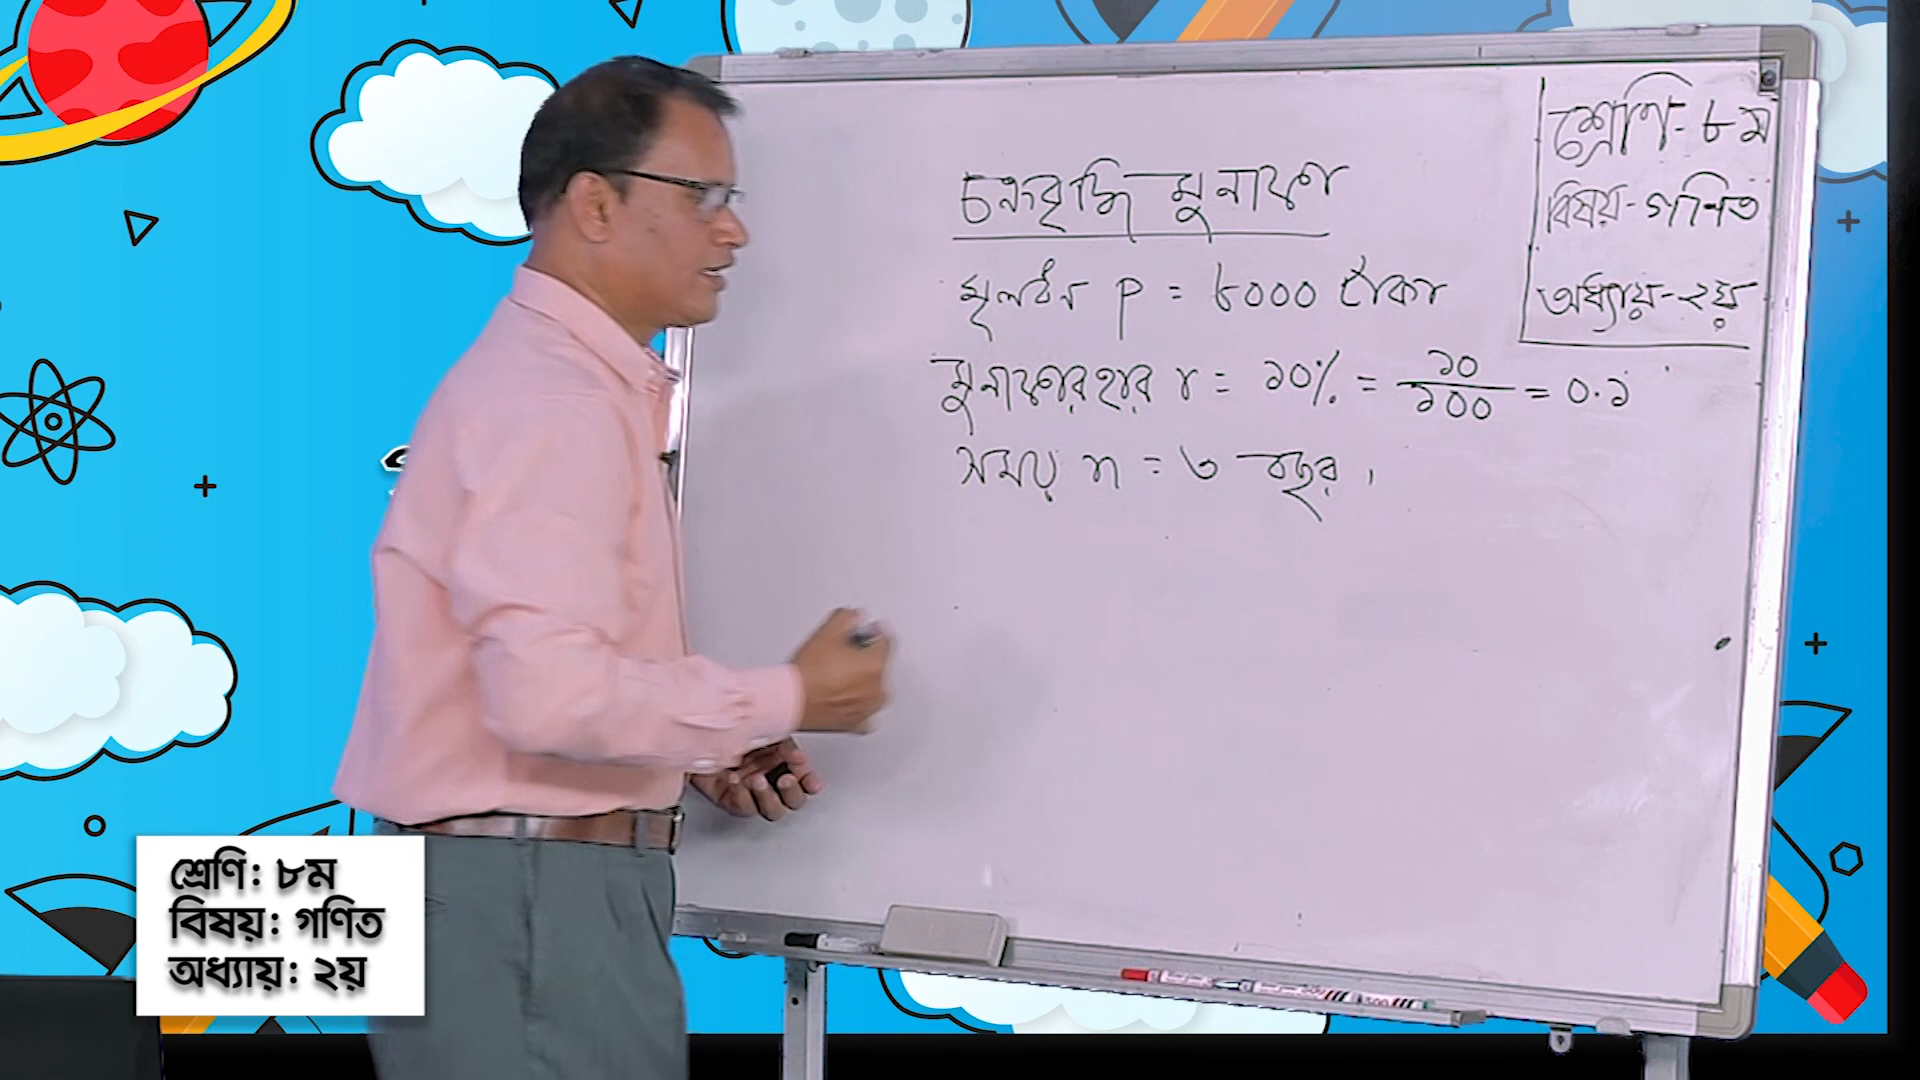 চক্রবৃদ্ধি মুনাফা
মূলধন P = ৮০০০ টাকা
মুনাফার হার r = ১০% = ১০/১০০ = ০.১
সময় n = ৩ বছর।
শ্রেণি- ৮ম
বিষয়- গণিত
অধ্যায়- ২য়
শ্রেণি: ৮ম
বিষয়: গণিত
অধ্যায়: ২য়